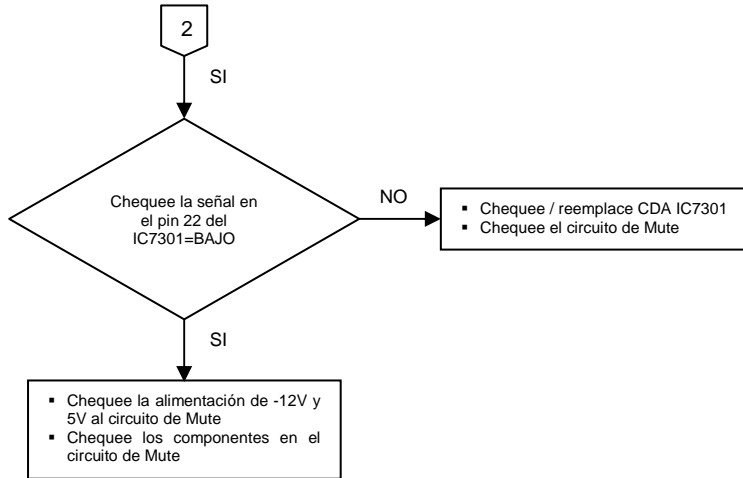 2
SI
Chequee la señal en
el pin 22 del
IC7301=BAJO
NO
▪ Chequee / reemplace CDA IC7301
▪ Chequee el circuito de Mute
SI
▪ Chequee la alimentación de -12V y
5V al circuito de Mute
▪ Chequee los componentes en el
circuito de Mute